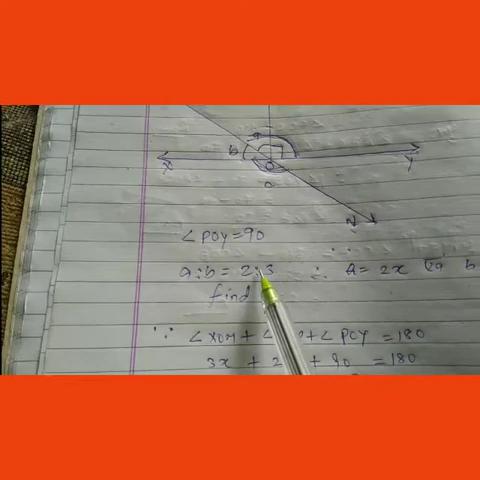 a
b
X
O
Y
N
∠POY=90
a:b = 2:3 ∴ a= 2x b
find
∵ ∠XOM + ∠ + ∠POY =180
3x + 2 + 90 =180